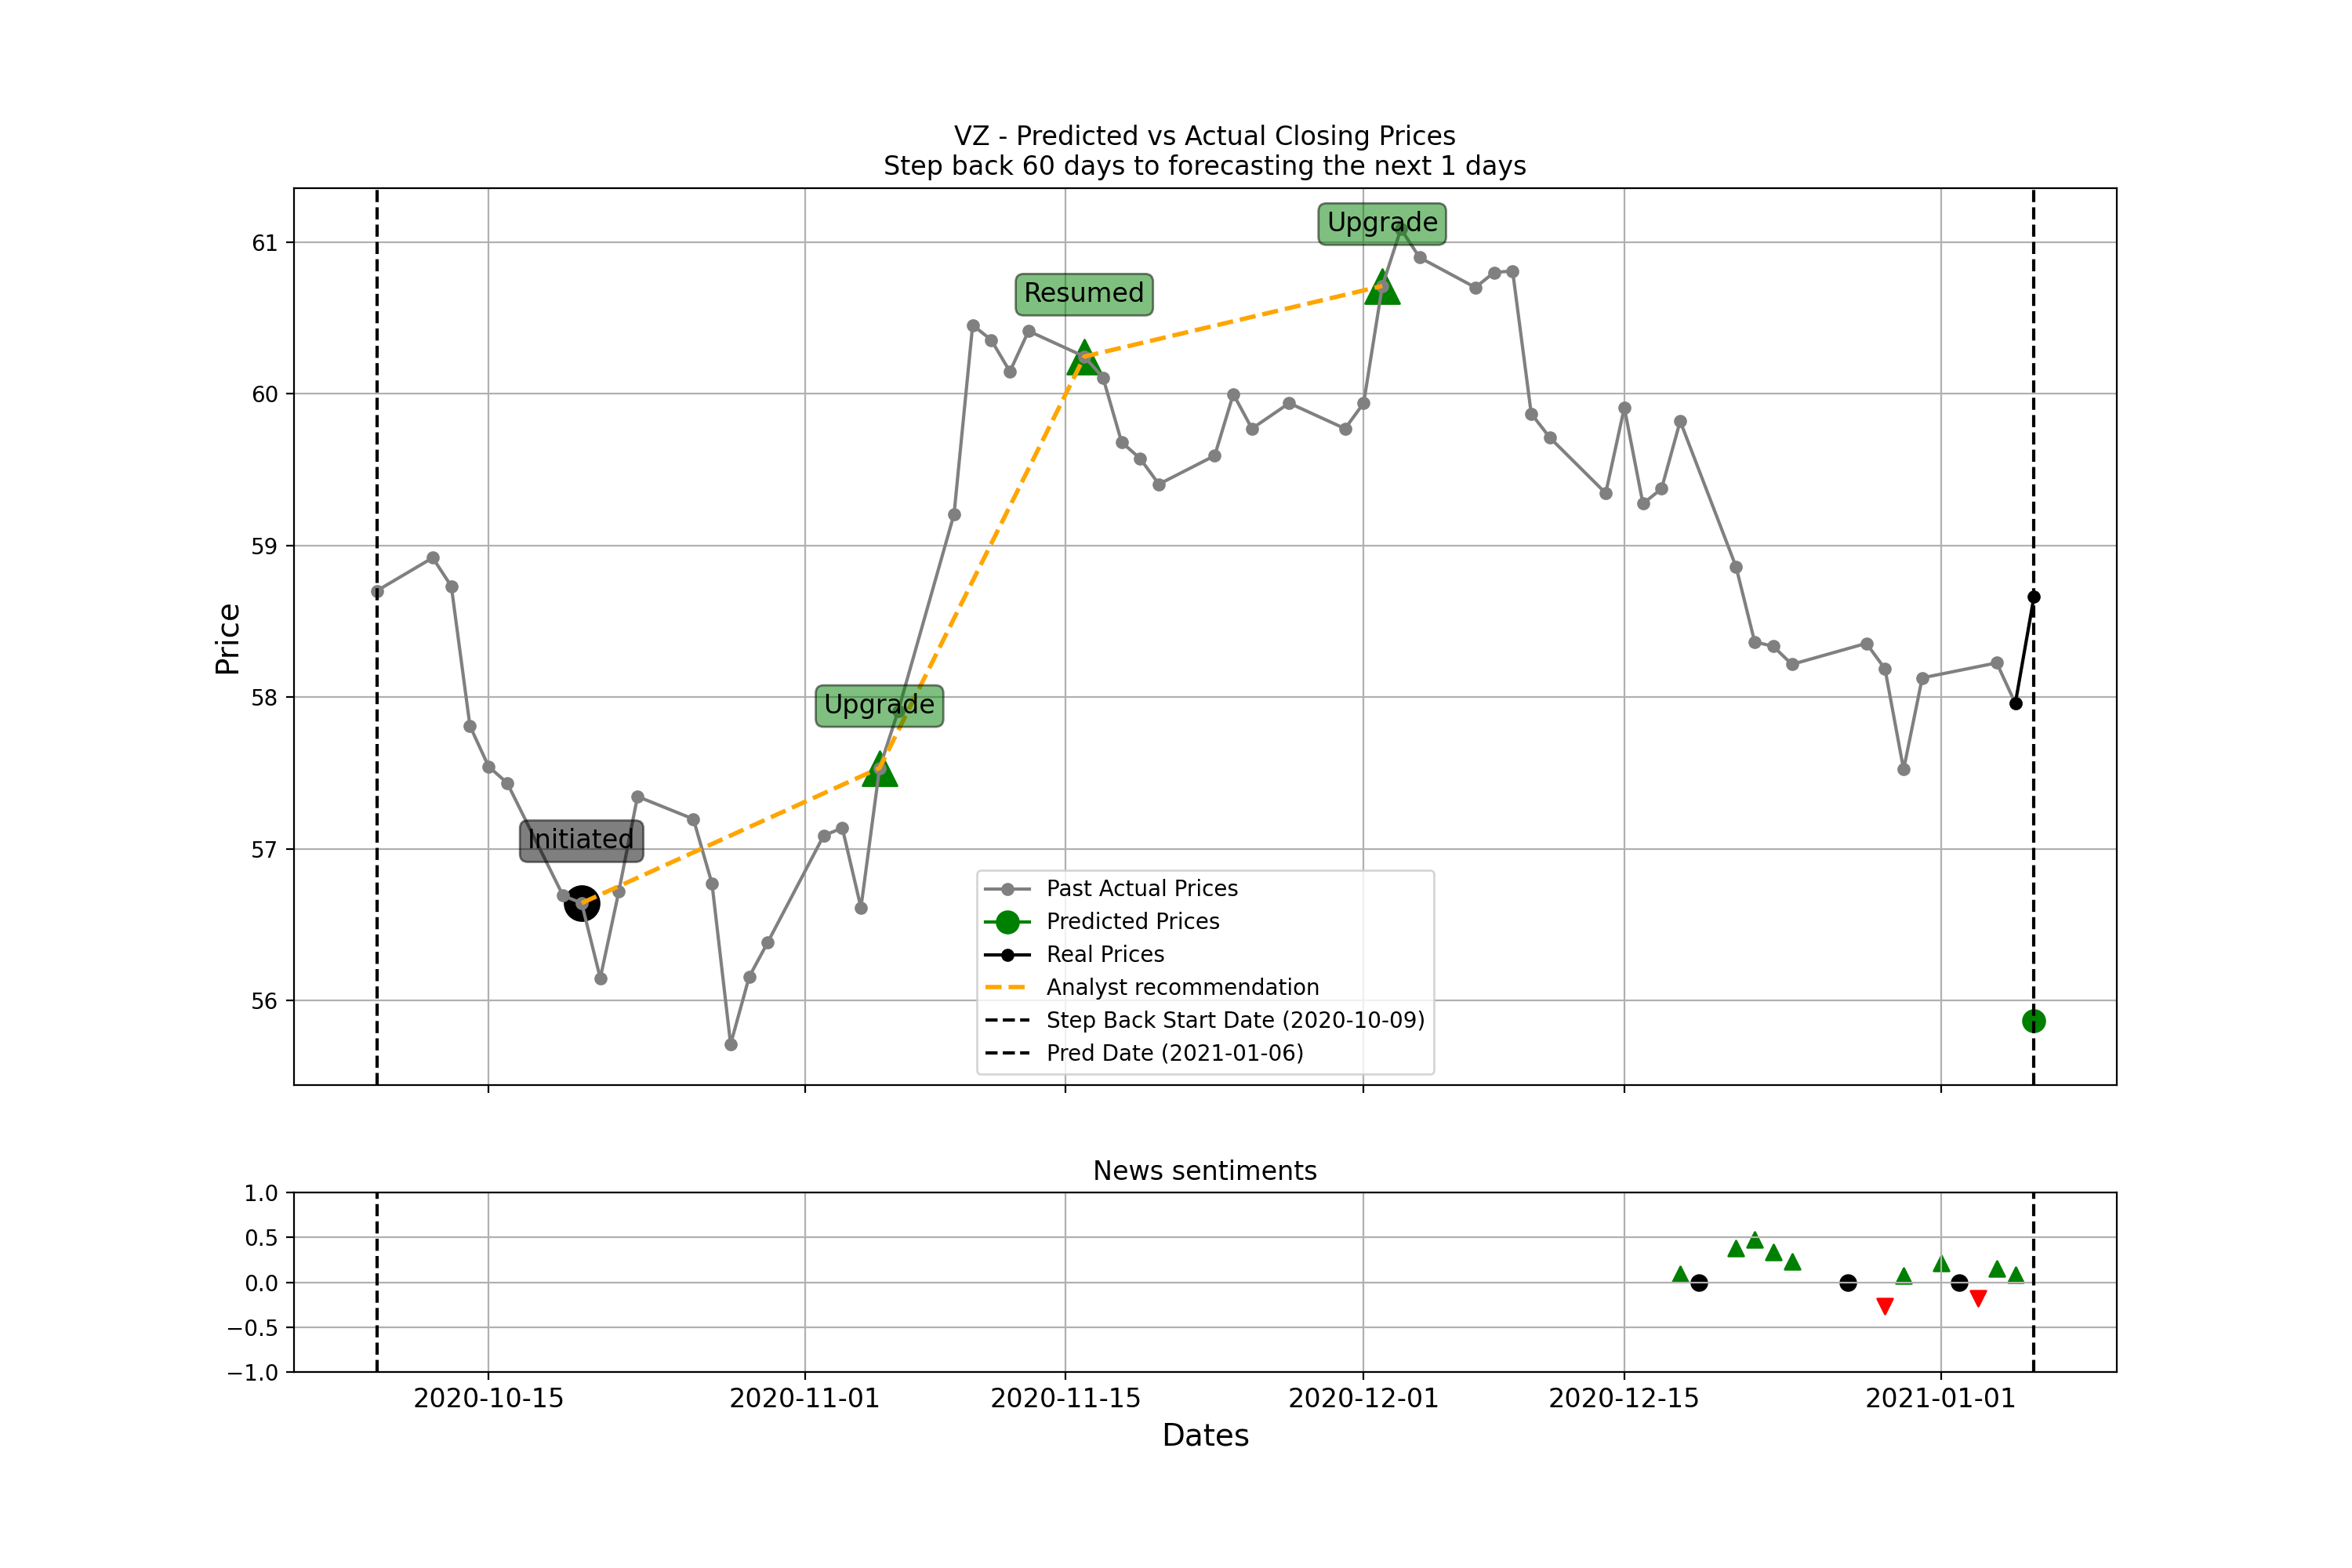 VZ - Predicted vs Actual Closing Prices
Step back 60 days to forecasting the next 1 days
Price
61
60
59
58
57
56
Initiated
Upgrade
Resumed
Upgrade
Past Actual Prices
Predicted Prices
Real Prices
Analyst recommendation
Step Back Start Date (2020-10-09)
Pred Date (2021-01-06)
News sentiments
1.0
0.5
0.0
−0.5
−1.0
2020-10-15
2020-11-01
2020-11-15
2020-12-01
2020-12-15
2021-01-01
Dates